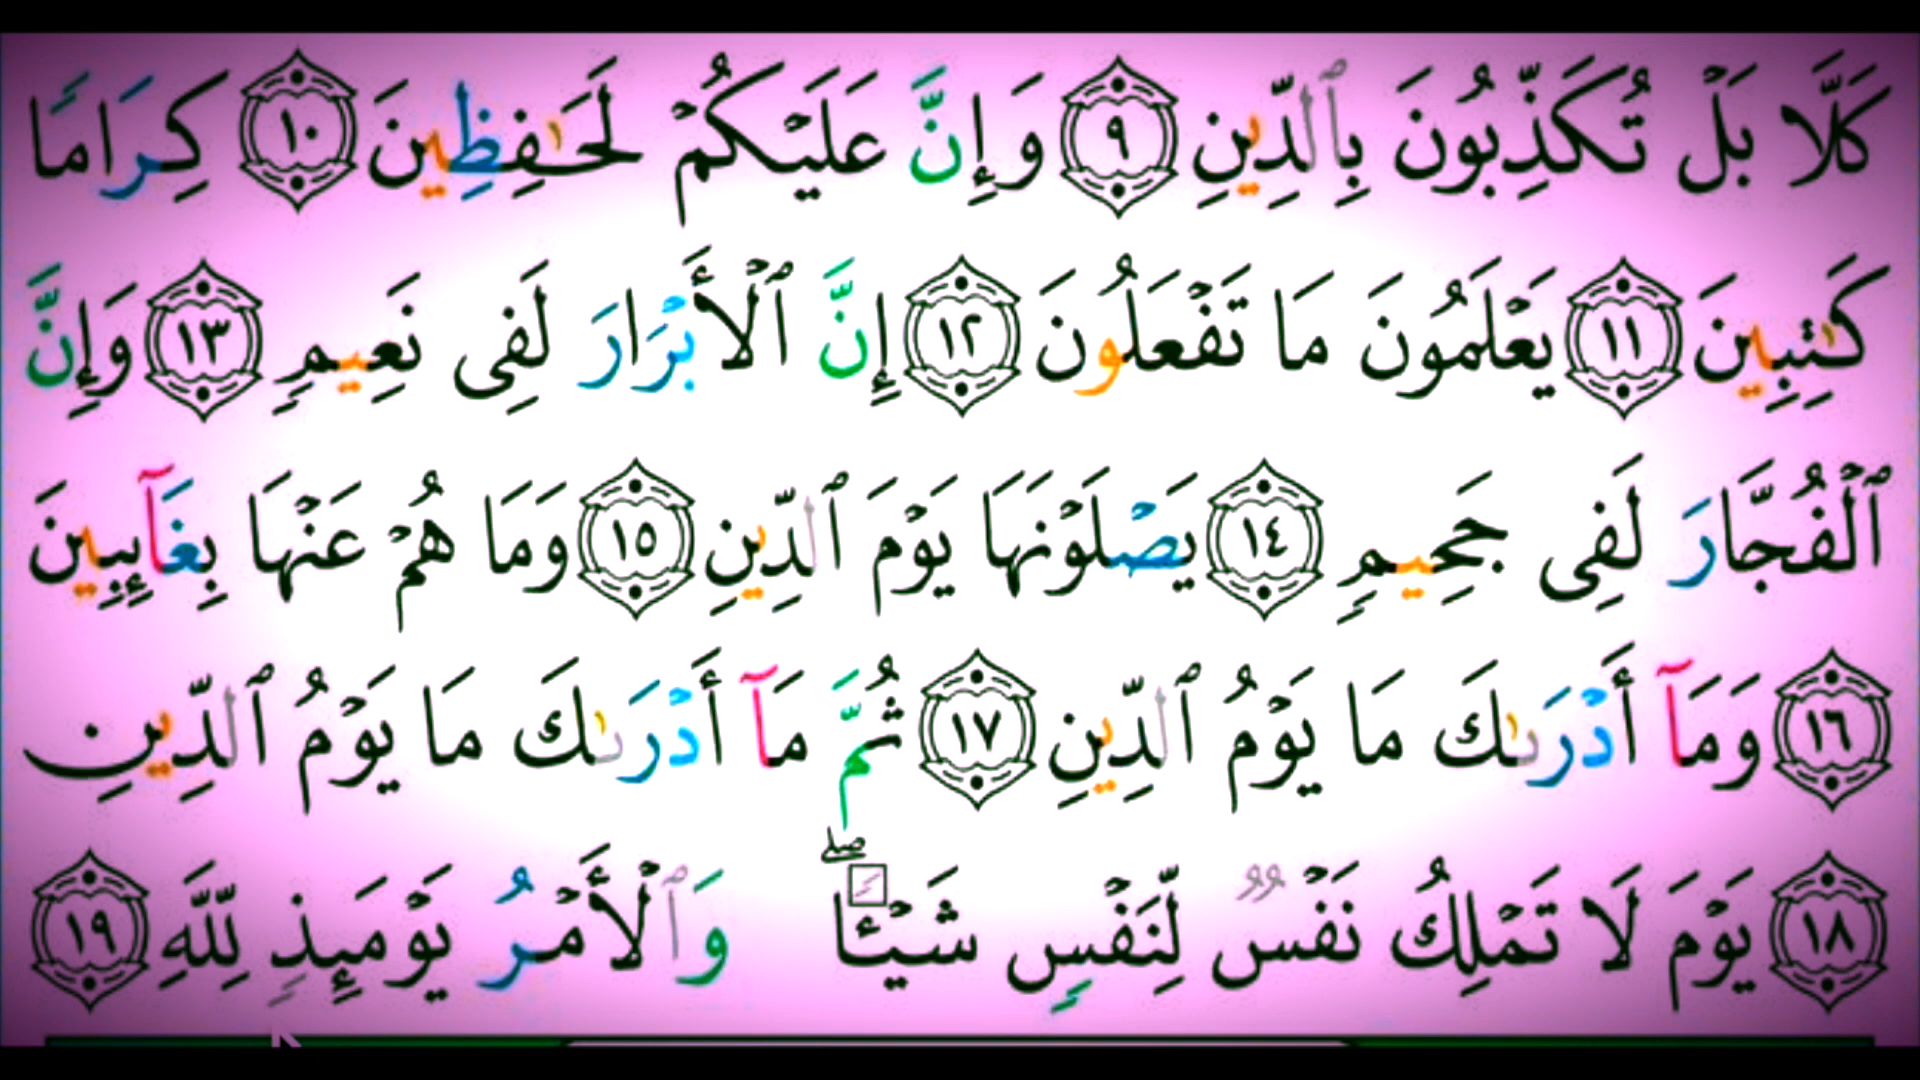 كَلَّا بَلْ تُكَذِّبُونَ بِٱلدِّينِ ٩ وَإِنَّ عَلَيْكُمْ لَحَـٰفِظِينَ ١٠ كِرَامًا
كَـٰتِبِينَ ١١ يَعْلَمُونَ مَا تَفْعَلُونَ ١٢ إِنَّ ٱلْأَبْرَارَ لَفِى نَعِيمٍ ١٣ وَإِنَّ
ٱلْفُجَّارَ لَفِى جَحِيمٍ ١٤ يَصْلَوْنَهَا يَوْمَ ٱلدِّينِ ١٥ وَمَا هُمْ عَنْهَا بِغَآئِبِينَ
١٦ وَمَآ أَدْرَىٰكَ مَا يَوْمُ ٱلدِّينِ ١٧ ثُمَّ مَآ أَدْرَىٰكَ مَا يَوْمُ ٱلدِّينِ
١٨ يَوْمَ لَا تَمْلِكُ نَفْسٌ لِّنَفْسٍ شَيْـًٔا ۖ وَٱلْأَمْرُ يَوْمَئِذٍ لِّلَّهِ ١٩